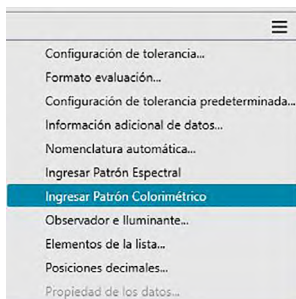 Configuración de tolerancia...
Formato evaluación...
Configuración de tolerancia predeterminada...
Información adicional de datos...
Nomenclatura automática...
Ingresar Patrón Espectral
Ingresar Patrón Colorimétrico
Observador e Iluminante...
Elementos de la lista...
Posiciones decimales...
Propiedad de los datos...